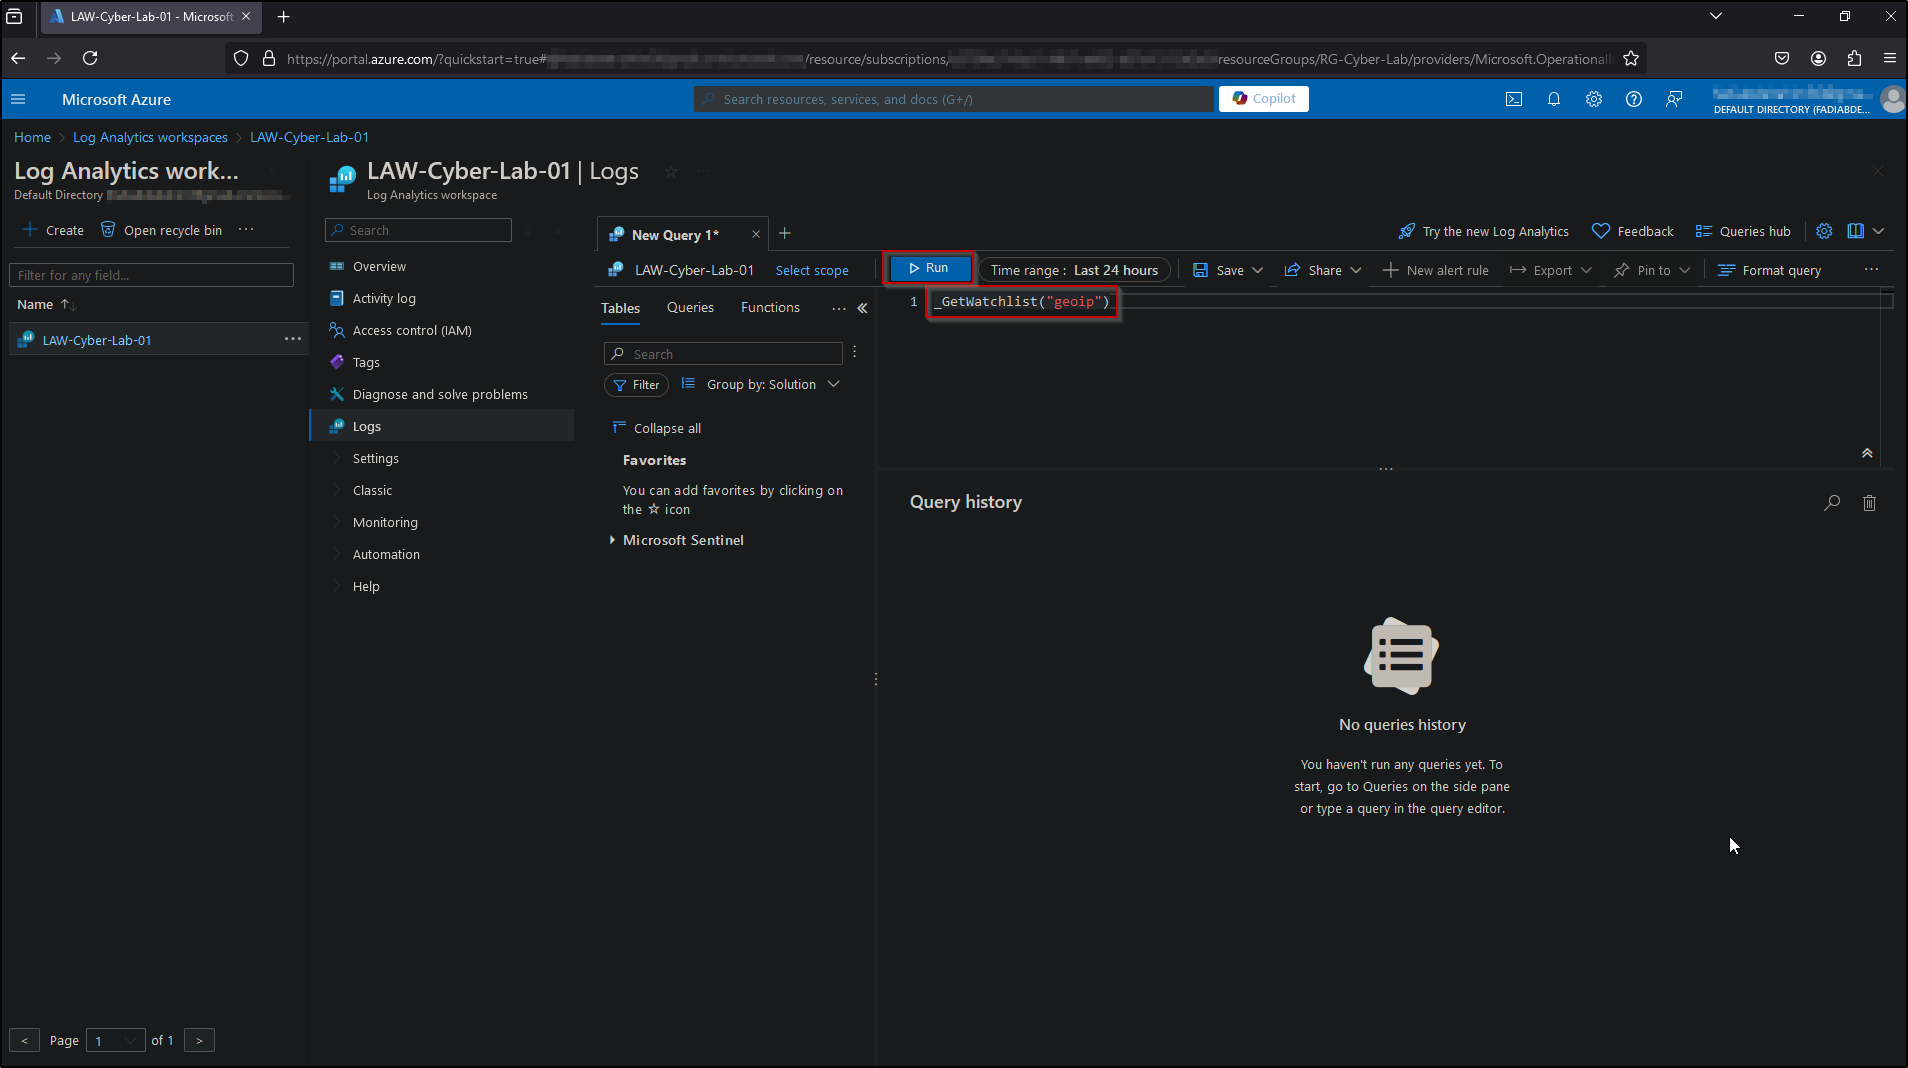 LAW-Cyber-Lab-01 - Microsoft
https://portal.azure.com/?quickstart=true#
/resource/subscriptions/
resourceGroups/RG-Cyber-Lab/providers/Microsoft.OperationalI
Microsoft Azure
Search resources, services, and docs (G+/)
Copilot
DEFAULT DIRECTORY (FADIABDE...
Home > Log Analytics workspaces > LAW-Cyber-Lab-01
Log Analytics work...
Default Directory
Create
Open recycle bin
Filter for any field...
Name
LAW-Cyber-Lab-01
Page 1 of 1
LAW-Cyber-Lab-01 | Logs
Log Analytics workspace
Search
Overview
Activity log
Access control (IAM)
Tags
Diagnose and solve problems
Logs
Settings
Classic
Monitoring
Automation
Help
New Query 1*
Try the new Log Analytics
Feedback
Queries hub
LAW-Cyber-Lab-01
Select scope
Run
Time range : Last 24 hours
Save
Share
New alert rule
Export
Pin to
Format query
Tables
Queries
Functions
Search
Filter
Group by: Solution
Collapse all
Favorites
You can add favorites by clicking on
the ☆ icon
Microsoft Sentinel
1 _GetWatchlist("geoip")
Query history
No queries history
You haven't run any queries yet. To
start, go to Queries on the side pane
or type a query in the query editor.